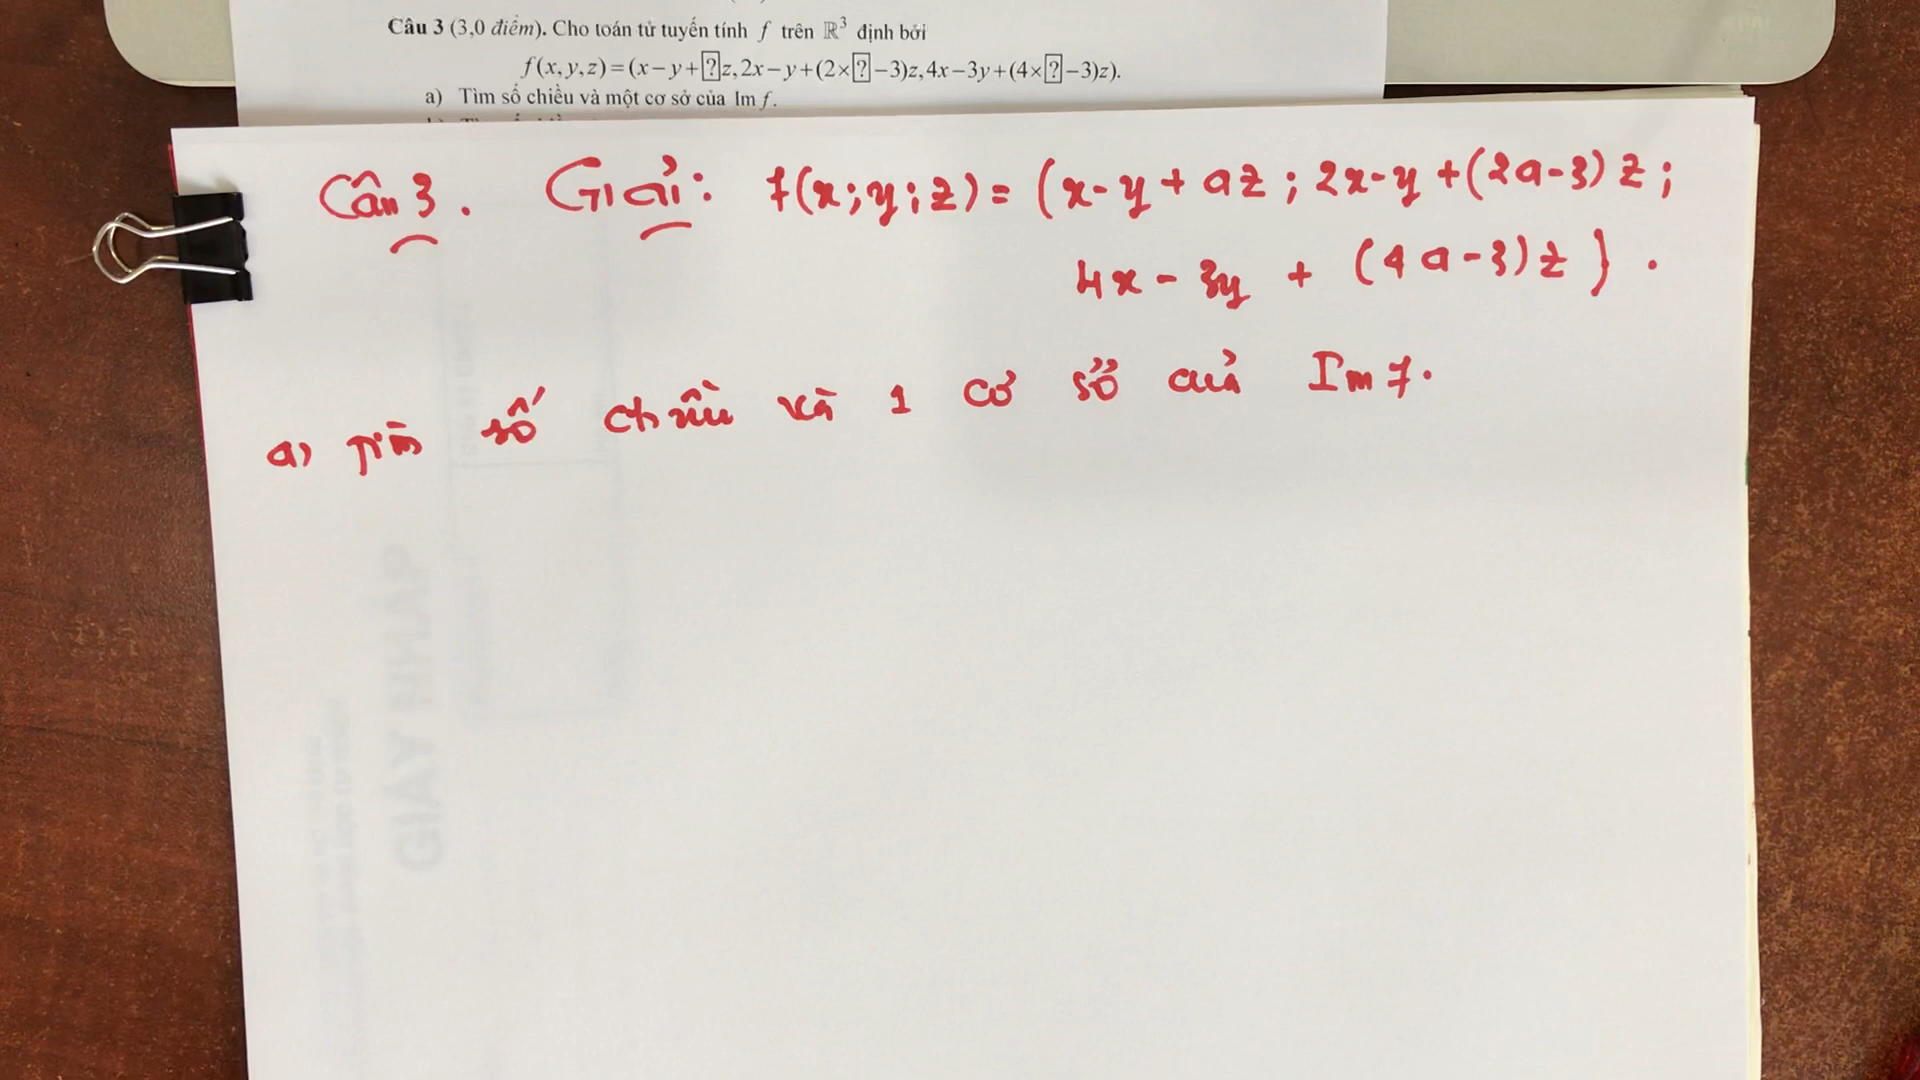 Câu 3 (3,0 điểm). Cho toán tử tuyến tính f trên ℝ³ định bởi
f(x,y,z)=(x−y+[?]z,2x−y+(2×[?]−3)z,4x−3y+(4×[?]−3)z).
a) Tìm số chiều và một cơ sở của Im f.
Câu 3. Giải: f(x;y;z)=(x-y+az;2x-y+(2a-3)z;
4x-3y+(4a-3)z).
a) Tìm số chiều và 1 cơ sở của Im f.
GIẤY NHÁP